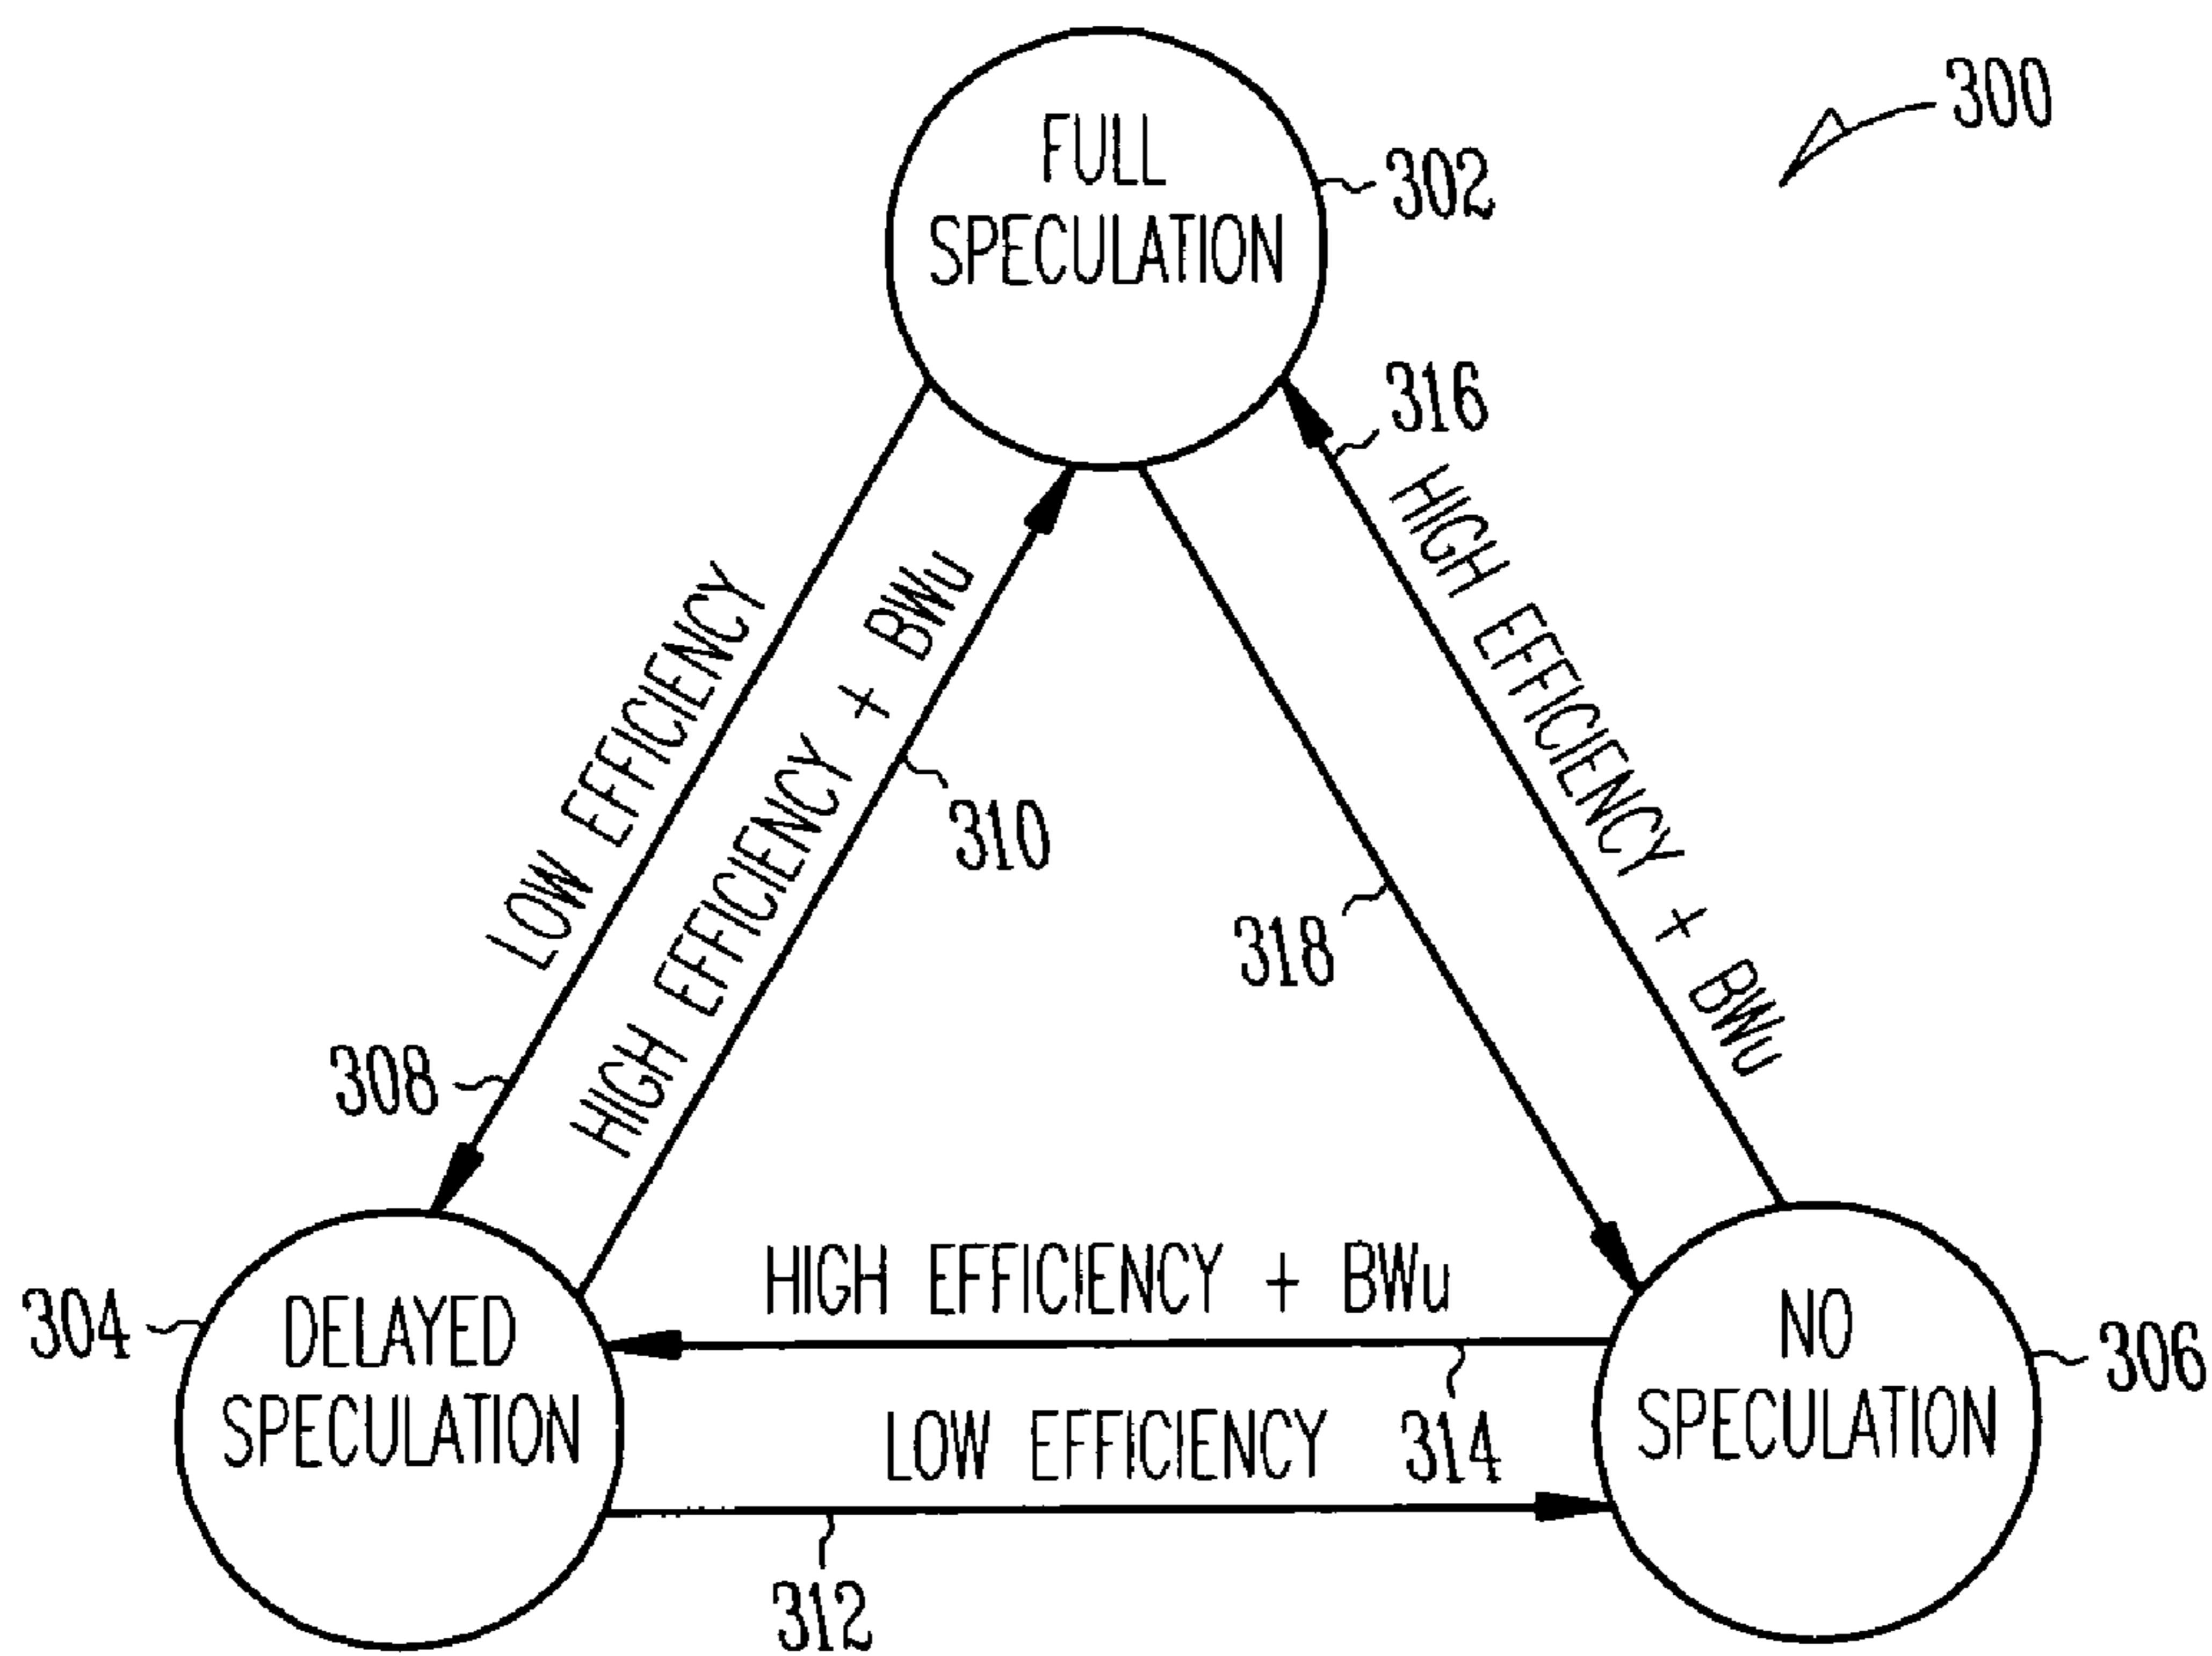 300
FULL
SPECULATION
302
316
HIGH EFFICIENCY + BWu
LOW EFFICIENCY
HIGH EFFICIENCY + BWu
310
318
308
HIGH EFFICIENCY + BWu
304
DELAYED
SPECULATION
NO
SPECULATION
306
LOW EFFICIENCY
314
312